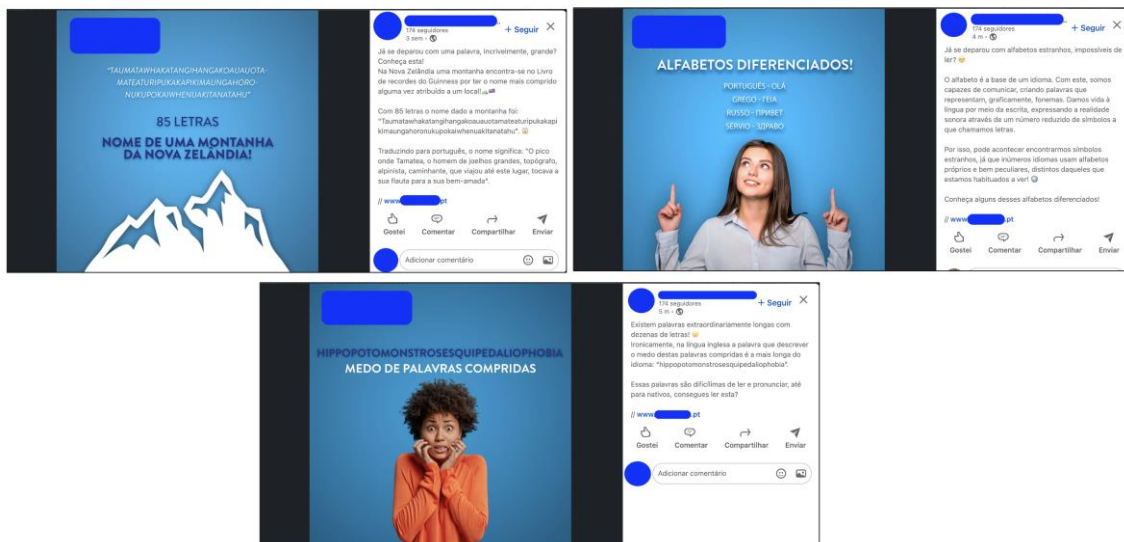 "TAUMATAWHAKATANGIHANGAKOAUAUOTA-
MATEATURIPUKAKAPIKIMAUNGAHORO-
NUKUPOKAIWHENUAKITANATAHU"
85 LETRAS
NOME DE UMA MONTANHA
DA NOVA ZELÂNDIA!
174 seguidores
3 sem •
+ Seguir
Já se deparou com uma palavra, incrivelmente, grande?
Conheça esta!
Na Nova Zelândia uma montanha encontra-se no Livro
de recordes do Guinness por ter o nome mais comprido
alguma vez atribuído a um local!
Com 85 letras o nome dado a montanha foi:
"Taumatawhakatangihangakoauauotamateaturipukakapi
kimaungahoronukupokaiwhenuakitanatahu".
Traduzindo para português, o nome significa: "O pico
onde Tamatea, o homem de joelhos grandes, topógrafo,
alpinista, caminhante, que viajou até este lugar, tocava a
sua flauta para a sua bem-amada".
// www. .pt
Gostei Comentar Compartilhar Enviar
Adicionar comentário
ALFABETOS DIFERENCIADOS!
PORTUGUÊS - OLÁ
GREGO - ΓΕΙΑ
RUSSO - ПРИВЕТ
SÉRVIO - ЗДРАВО
174 seguidores
4 m •
+ Seguir
Já se deparou com alfabetos estranhos, impossíveis de
ler?
O alfabeto é a base de um idioma. Com este, somos
capazes de comunicar, criando palavras que
representam, graficamente, fonemas. Damos vida à
língua por meio da escrita, expressando a realidade
sonora através de um número reduzido de símbolos a
que chamamos letras.
Por isso, pode acontecer encontrarmos símbolos
estranhos, já que inúmeros idiomas usam alfabetos
próprios e bem peculiares, distintos daqueles que
estamos habituados a ver!
Conheça alguns desses alfabetos diferenciados!
// www. .pt
Gostei Comentar Compartilhar Enviar
HIPPOPOTOMONSTROSESQUIPEDALIOPHOBIA
MEDO DE PALAVRAS COMPRIDAS
174 seguidores
5 m •
+ Seguir
Existem palavras extraordinariamente longas com
dezenas de letras!
Ironicamente, na língua inglesa a palavra que descrever
o medo destas palavras compridas é a mais longa do
idioma: "hippopotomonstrosesquipedaliophobia".
Essas palavras são difícilimas de ler e pronunciar, até
para nativos, consegues ler esta?
// www. .pt
Gostei Comentar Compartilhar Enviar
Adicionar comentário